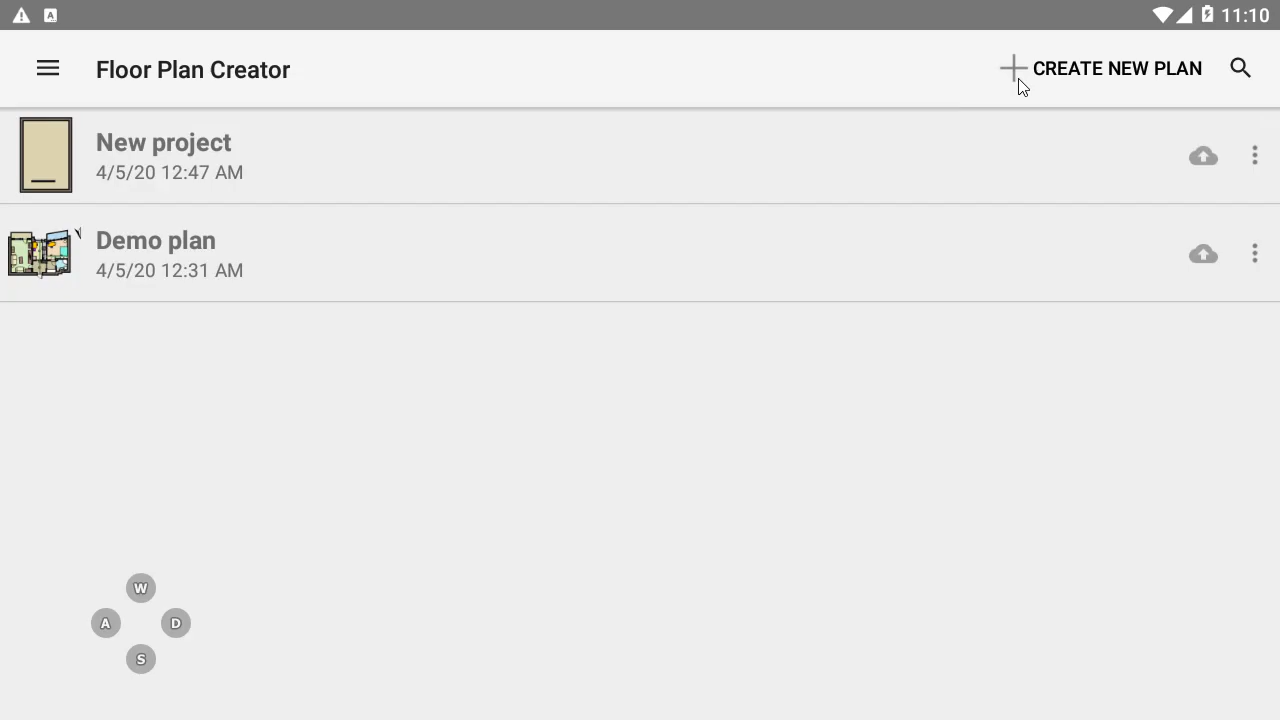 11:10
Floor Plan Creator
CREATE NEW PLAN
New project
4/5/20 12:47 AM
Demo plan
4/5/20 12:31 AM
W
A
D
S